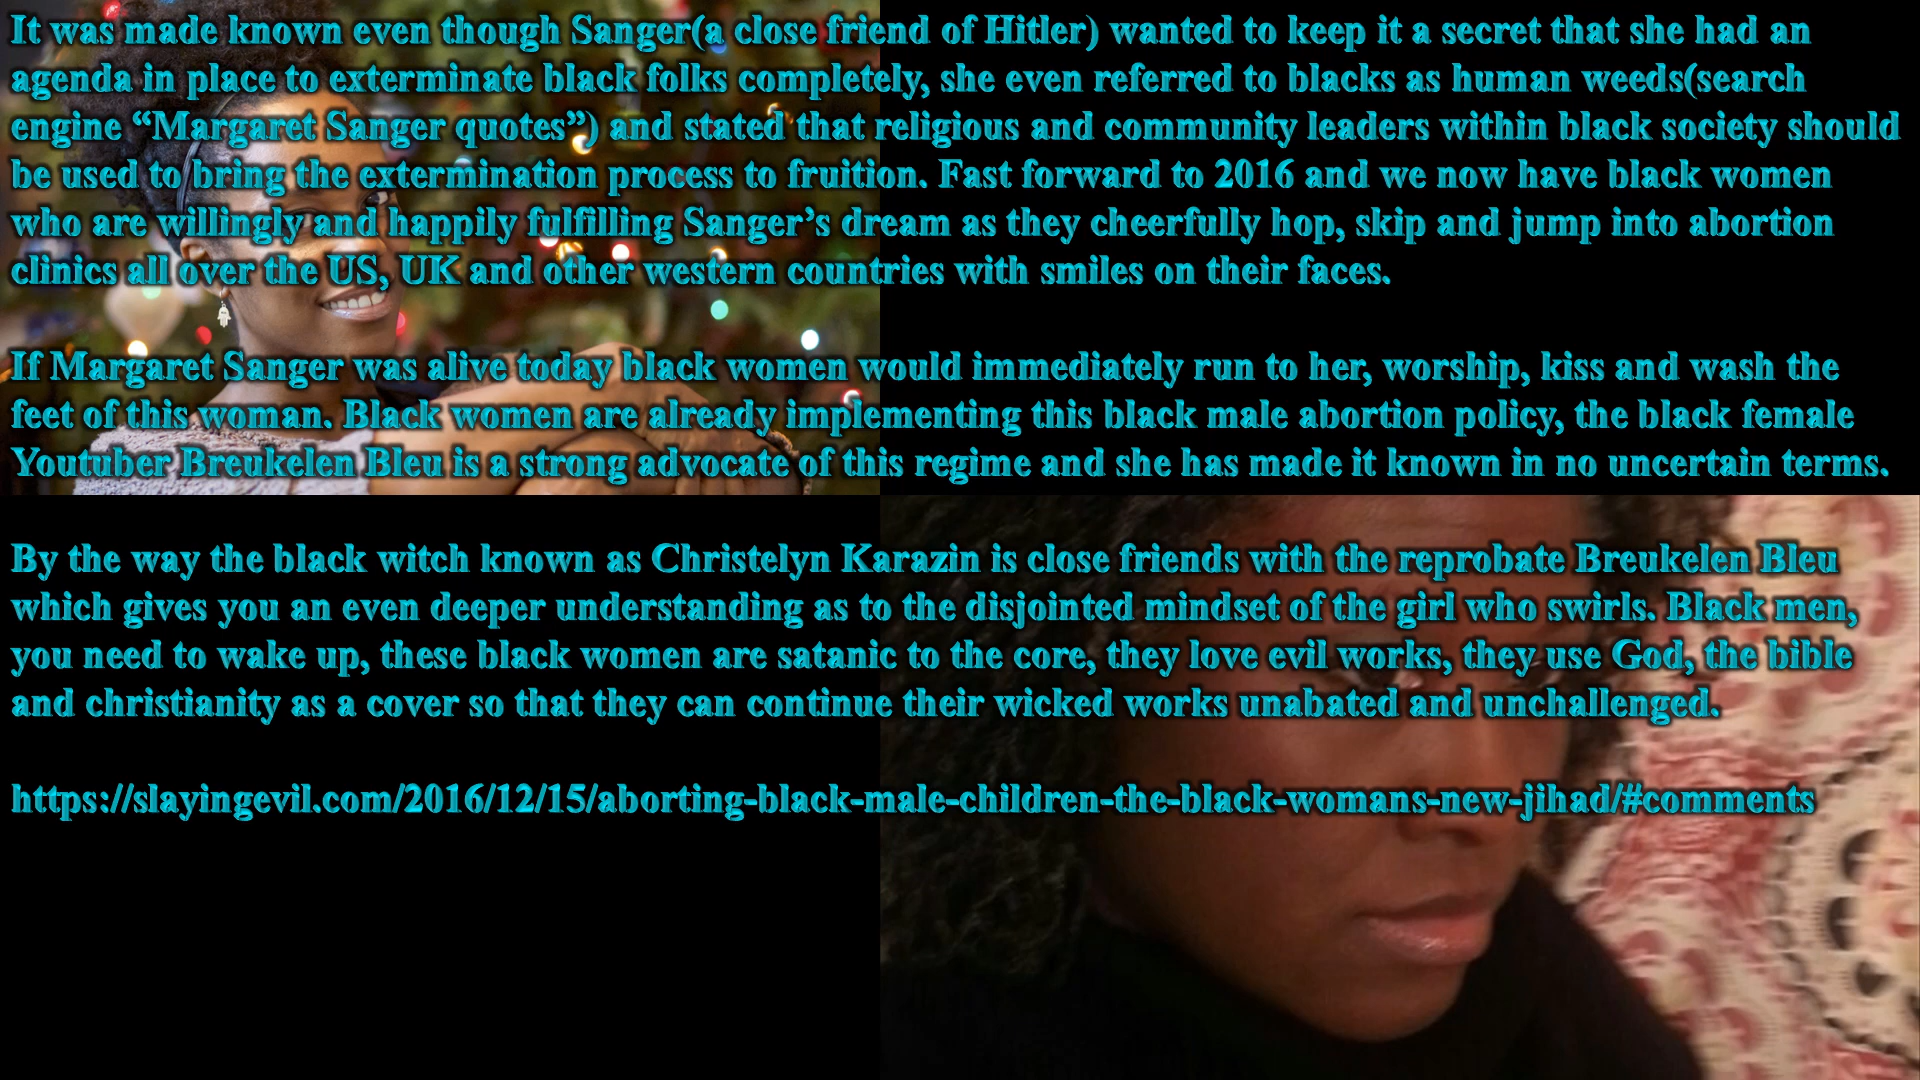 It was made known even though Sanger(a close friend of Hitler) wanted to keep it a secret that she had an
agenda in place to exterminate black folks completely, she even referred to blacks as human weeds(search
engine “Margaret Sanger quotes”) and stated that religious and community leaders within black society should
be used to bring the extermination process to fruition. Fast forward to 2016 and we now have black women
who are willingly and happily fulfilling Sanger’s dream as they cheerfully hop, skip and jump into abortion
clinics all over the US, UK and other western countries with smiles on their faces.
If Margaret Sanger was alive today black women would immediately run to her, worship, kiss and wash the
feet of this woman. Black women are already implementing this black male abortion policy, the black female
Youtuber Breukelen Bleu is a strong advocate of this regime and she has made it known in no uncertain terms.
By the way the black witch known as Christelyn Karazin is close friends with the reprobate Breukelen Bleu
which gives you an even deeper understanding as to the disjointed mindset of the girl who swirls. Black men,
you need to wake up, these black women are satanic to the core, they love evil works, they use God, the bible
and christianity as a cover so that they can continue their wicked works unabated and unchallenged.
https://slayingevil.com/2016/12/15/aborting-black-male-children-the-black-womans-new-jihad/#comments